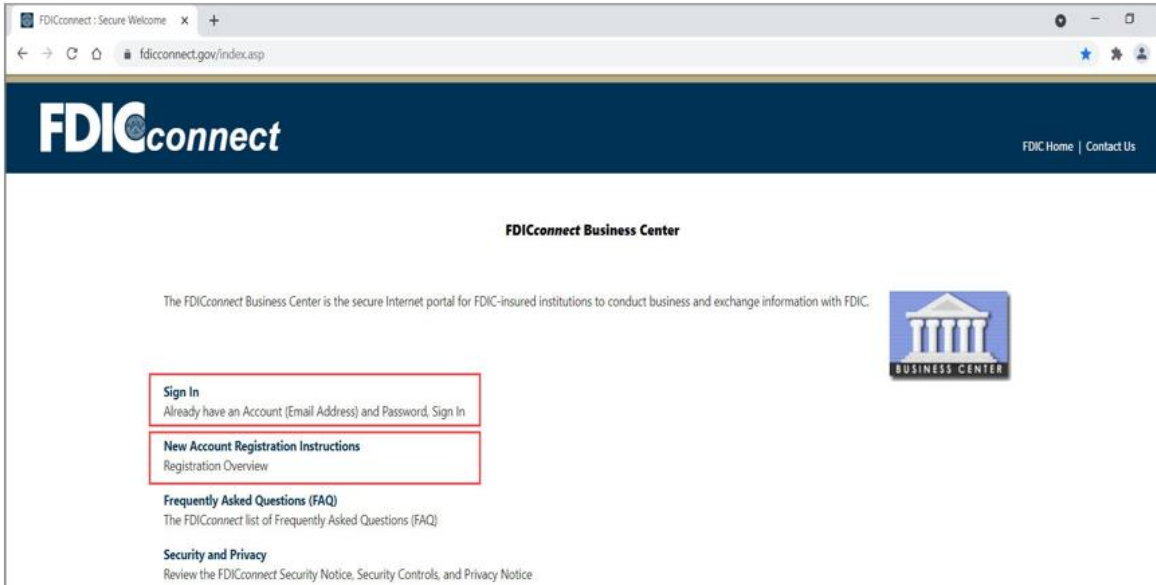 FDICconnect : Secure Welcome
fdicconnect.gov/index.asp
FDICconnect
FDIC Home | Contact Us
FDICconnect Business Center
The FDICconnect Business Center is the secure Internet portal for FDIC-insured institutions to conduct business and exchange information with FDIC.
BUSINESS CENTER
Sign In
Already have an Account (Email Address) and Password, Sign In
New Account Registration Instructions
Registration Overview
Frequently Asked Questions (FAQ)
The FDICconnect list of Frequently Asked Questions (FAQ)
Security and Privacy
Review the FDICconnect Security Notice, Security Controls, and Privacy Notice